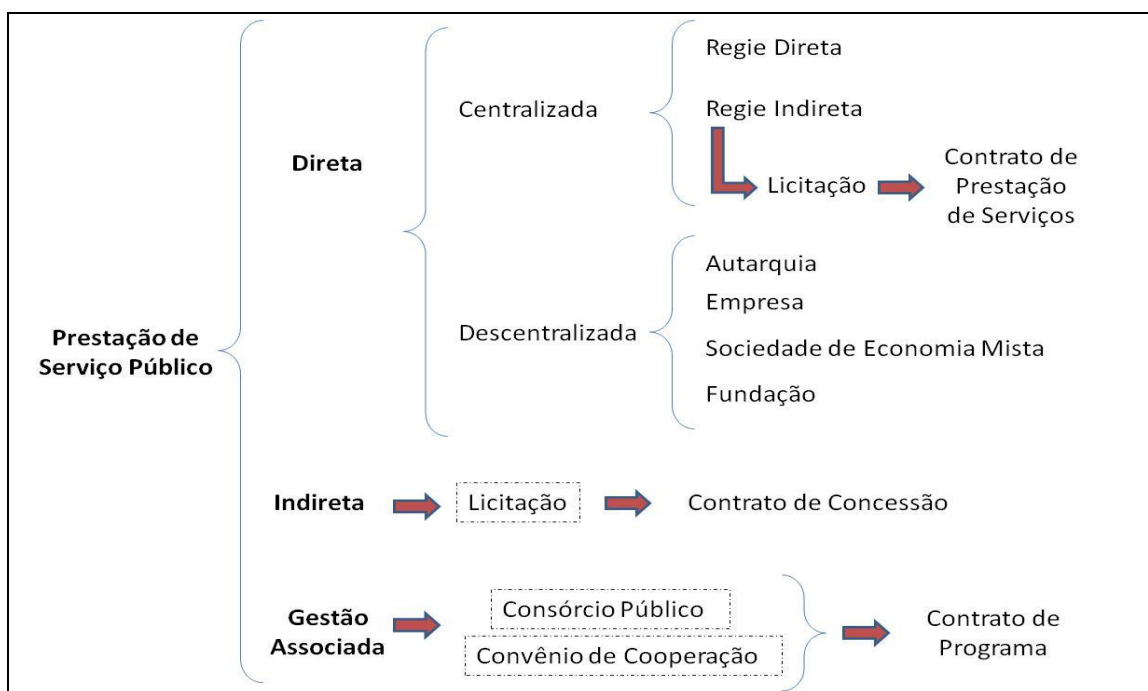 Prestação de
Serviço Público
Direta
Centralizada
Regie Direta
Regie Indireta
Licitação
Contrato de
Prestação
de Serviços
Descentralizada
Autarquia
Empresa
Sociedade de Economia Mista
Fundação
Indireta
Licitação
Contrato de Concessão
Gestão
Associada
Consórcio Público
Convênio de Cooperação
Contrato de
Programa